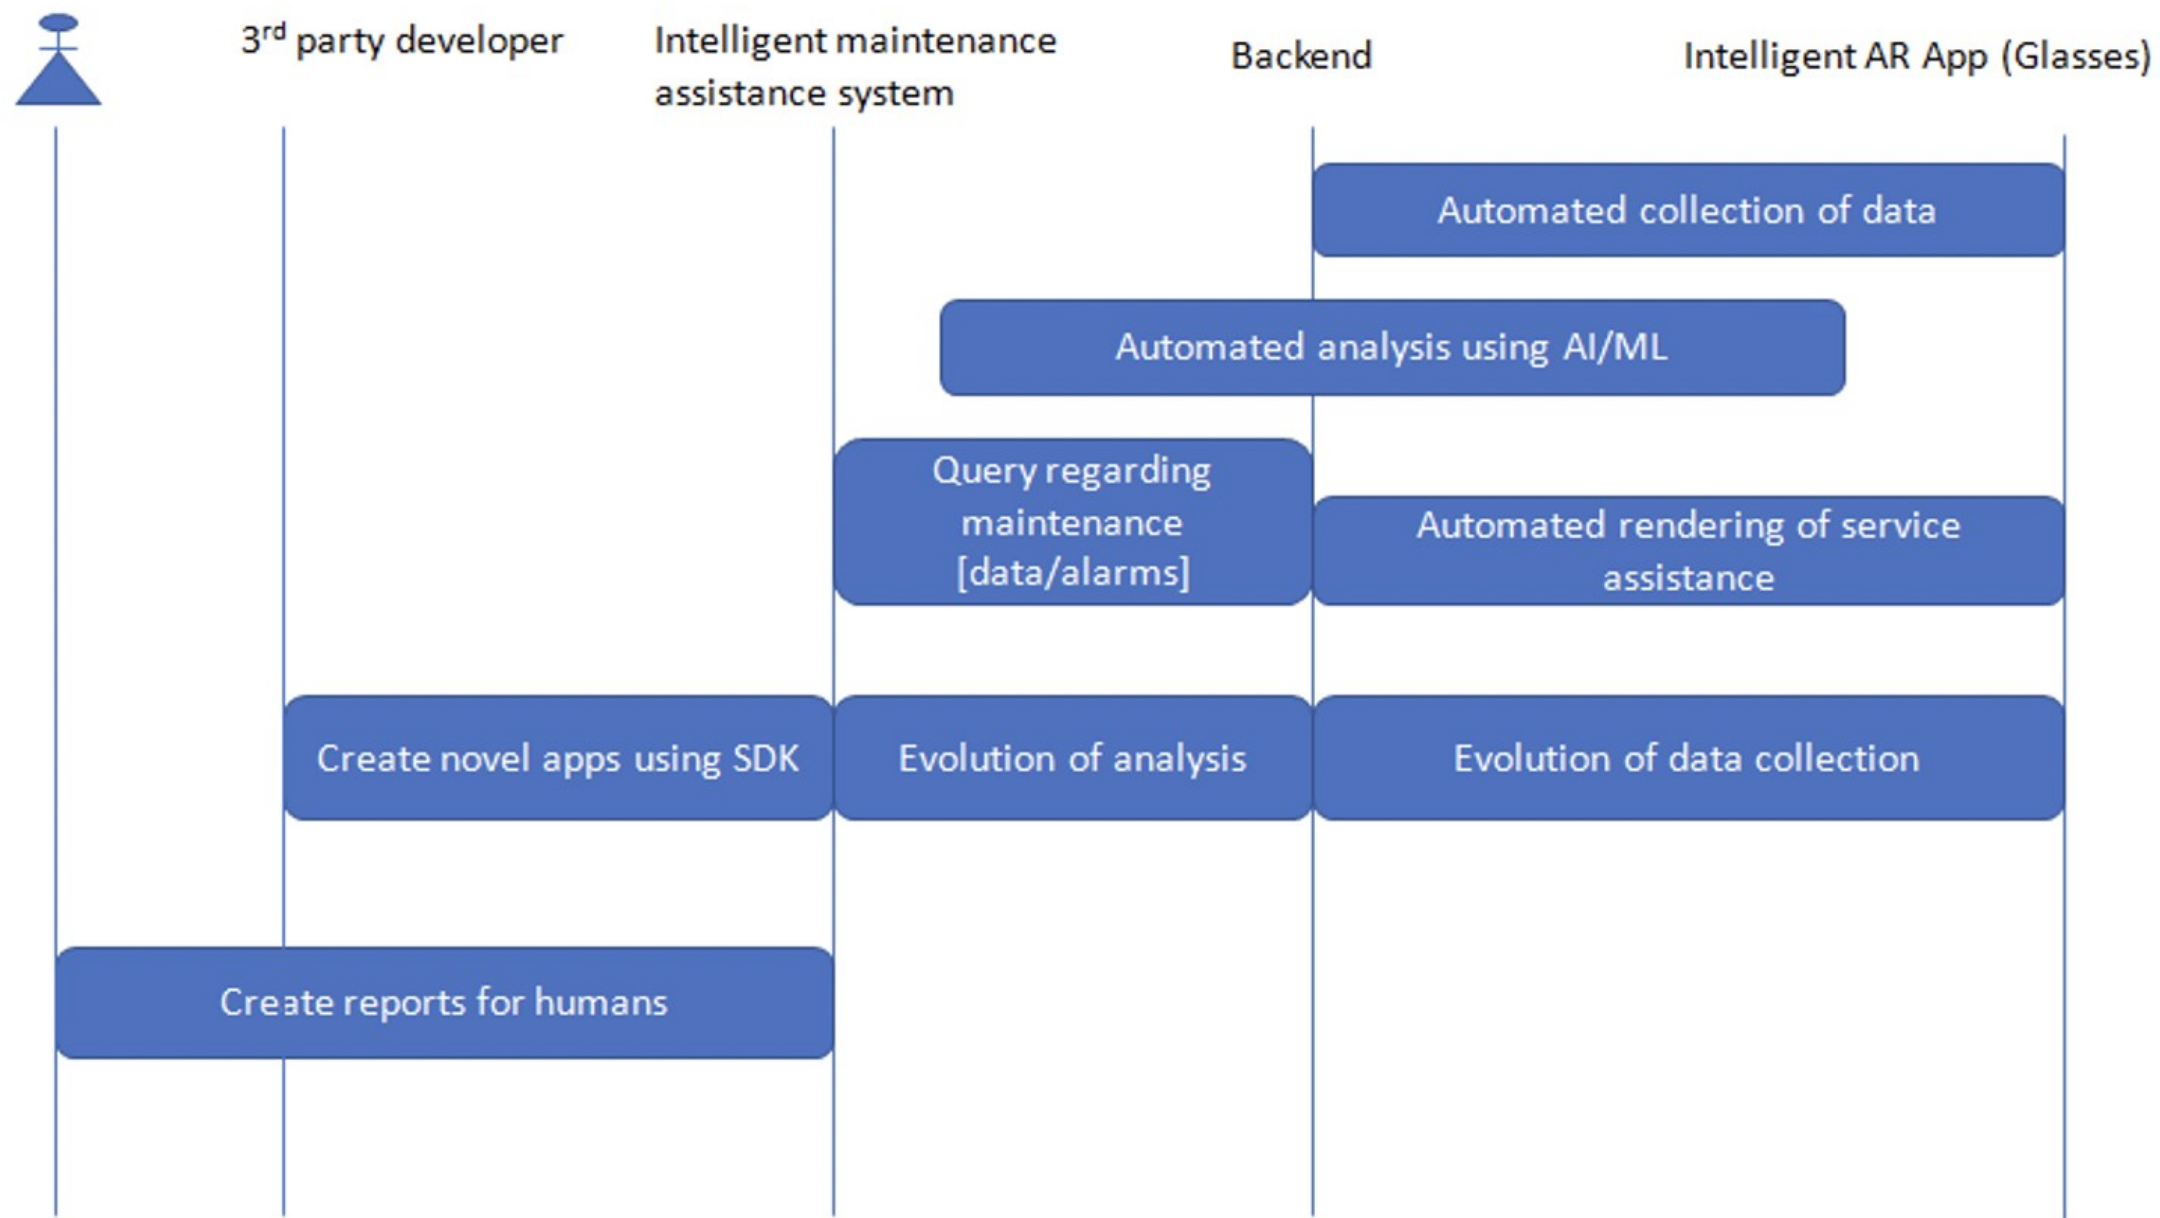 3rd party developer
Intelligent maintenance
assistance system
Backend
Intelligent AR App (Glasses)
Automated collection of data
Automated analysis using AI/ML
Query regarding
maintenance
[data/alarms]
Automated rendering of service
assistance
Create novel apps using SDK
Evolution of analysis
Evolution of data collection
Create reports for humans